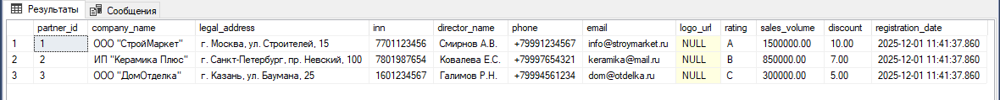 Результаты Сообщения
partner_id company_name legal_address inn director_name phone email logo_url rating sales_volume discount registration_date
1 1 ООО "СтройМаркет" г. Москва, ул. Строителей, 15 7701123456 Смирнов А.В. +79991234567 info@stroymarket.ru NULL A 1500000.00 10.00 2025-12-01 11:41:37.860
2 2 ИП "Керамика Плюс" г. Санкт-Петербург, пр. Невский, 100 7801987654 Ковалева Е.С. +79997654321 keramika@mail.ru NULL B 850000.00 7.00 2025-12-01 11:41:37.860
3 3 ООО "ДомОтделка" г. Казань, ул. Баумана, 25 1601234567 Галимов Р.Н. +79994561234 dom@otdelka.ru NULL C 300000.00 5.00 2025-12-01 11:41:37.860